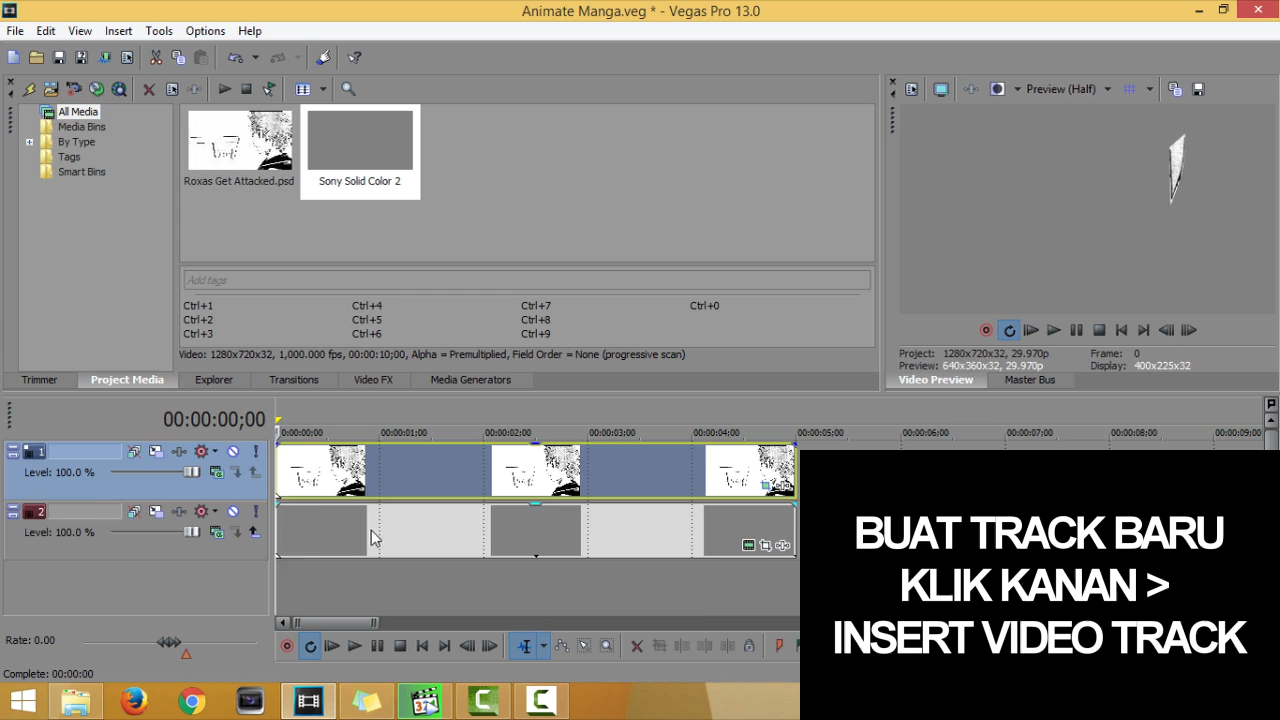 Animate Manga.veg * - Vegas Pro 13.0
File Edit View Insert Tools Options Help
Preview (Half)
All Media
Media Bins
By Type
Tags
Smart Bins
Roxas Get Attacked.psd
Sony Solid Color 2
Add tags
Ctrl+1 Ctrl+4 Ctrl+7 Ctrl+0
Ctrl+2 Ctrl+5 Ctrl+8
Ctrl+3 Ctrl+6 Ctrl+9
Video: 1280x720x32, 1,000.000 fps, 00:00:10;00, Alpha = Premultiplied, Field Order = None (progressive scan)
Project: 1280x720x32, 29.970p Frame: 0
Preview: 640x360x32, 29.970p Display: 400x225x32
Trimmer Project Media Explorer Transitions Video FX Media Generators
Video Preview Master Bus
00:00:00;00
0:00:00:00 00:00:01;00 00:00:02;00 00:00:03;00 00:00:04;00 00:00:05;00 00:00:06;00 00:00:07;00 00:00:08;00 00:00:09;00
1
Level: 100.0 %
2
Level: 100.0 %
BUAT TRACK BARU
KLIK KANAN >
INSERT VIDEO TRACK
Rate: 0.00
Complete: 00:00:00
37